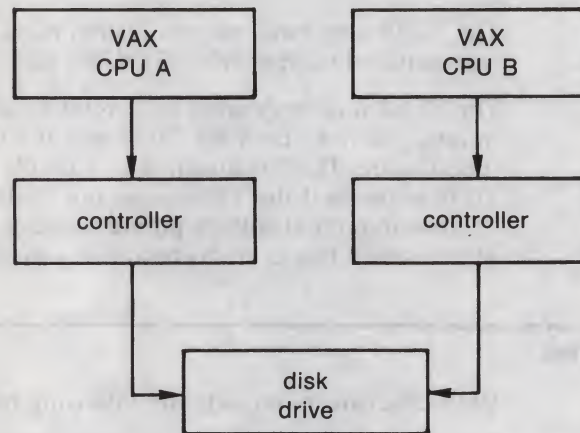 VAX
CPU A
VAX
CPU B
controller
controller
disk
drive